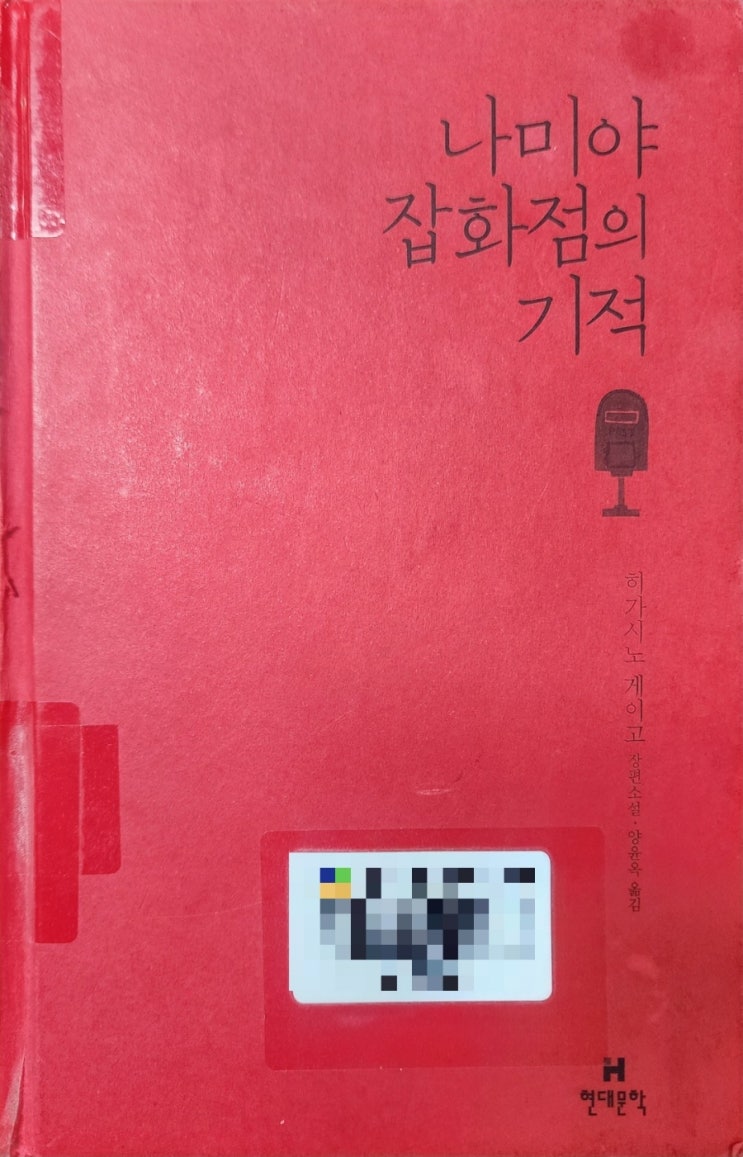 나미야
잡화점의
기적
히가시노 게이고 장편소설 · 양윤옥 옮김
H
현대문학